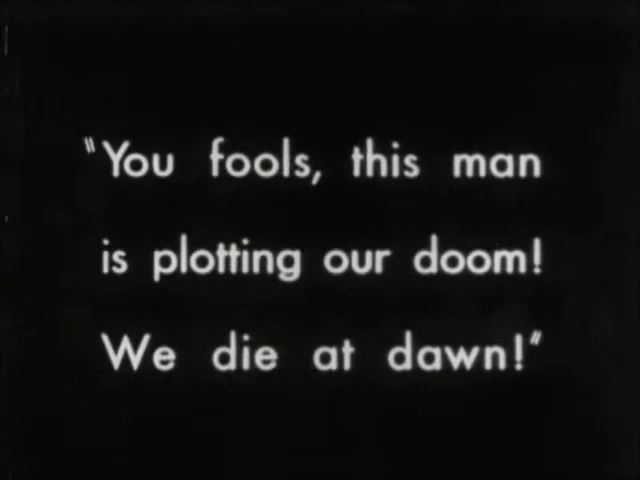 "You fools, this man
is plotting our doom!
We die at dawn!"